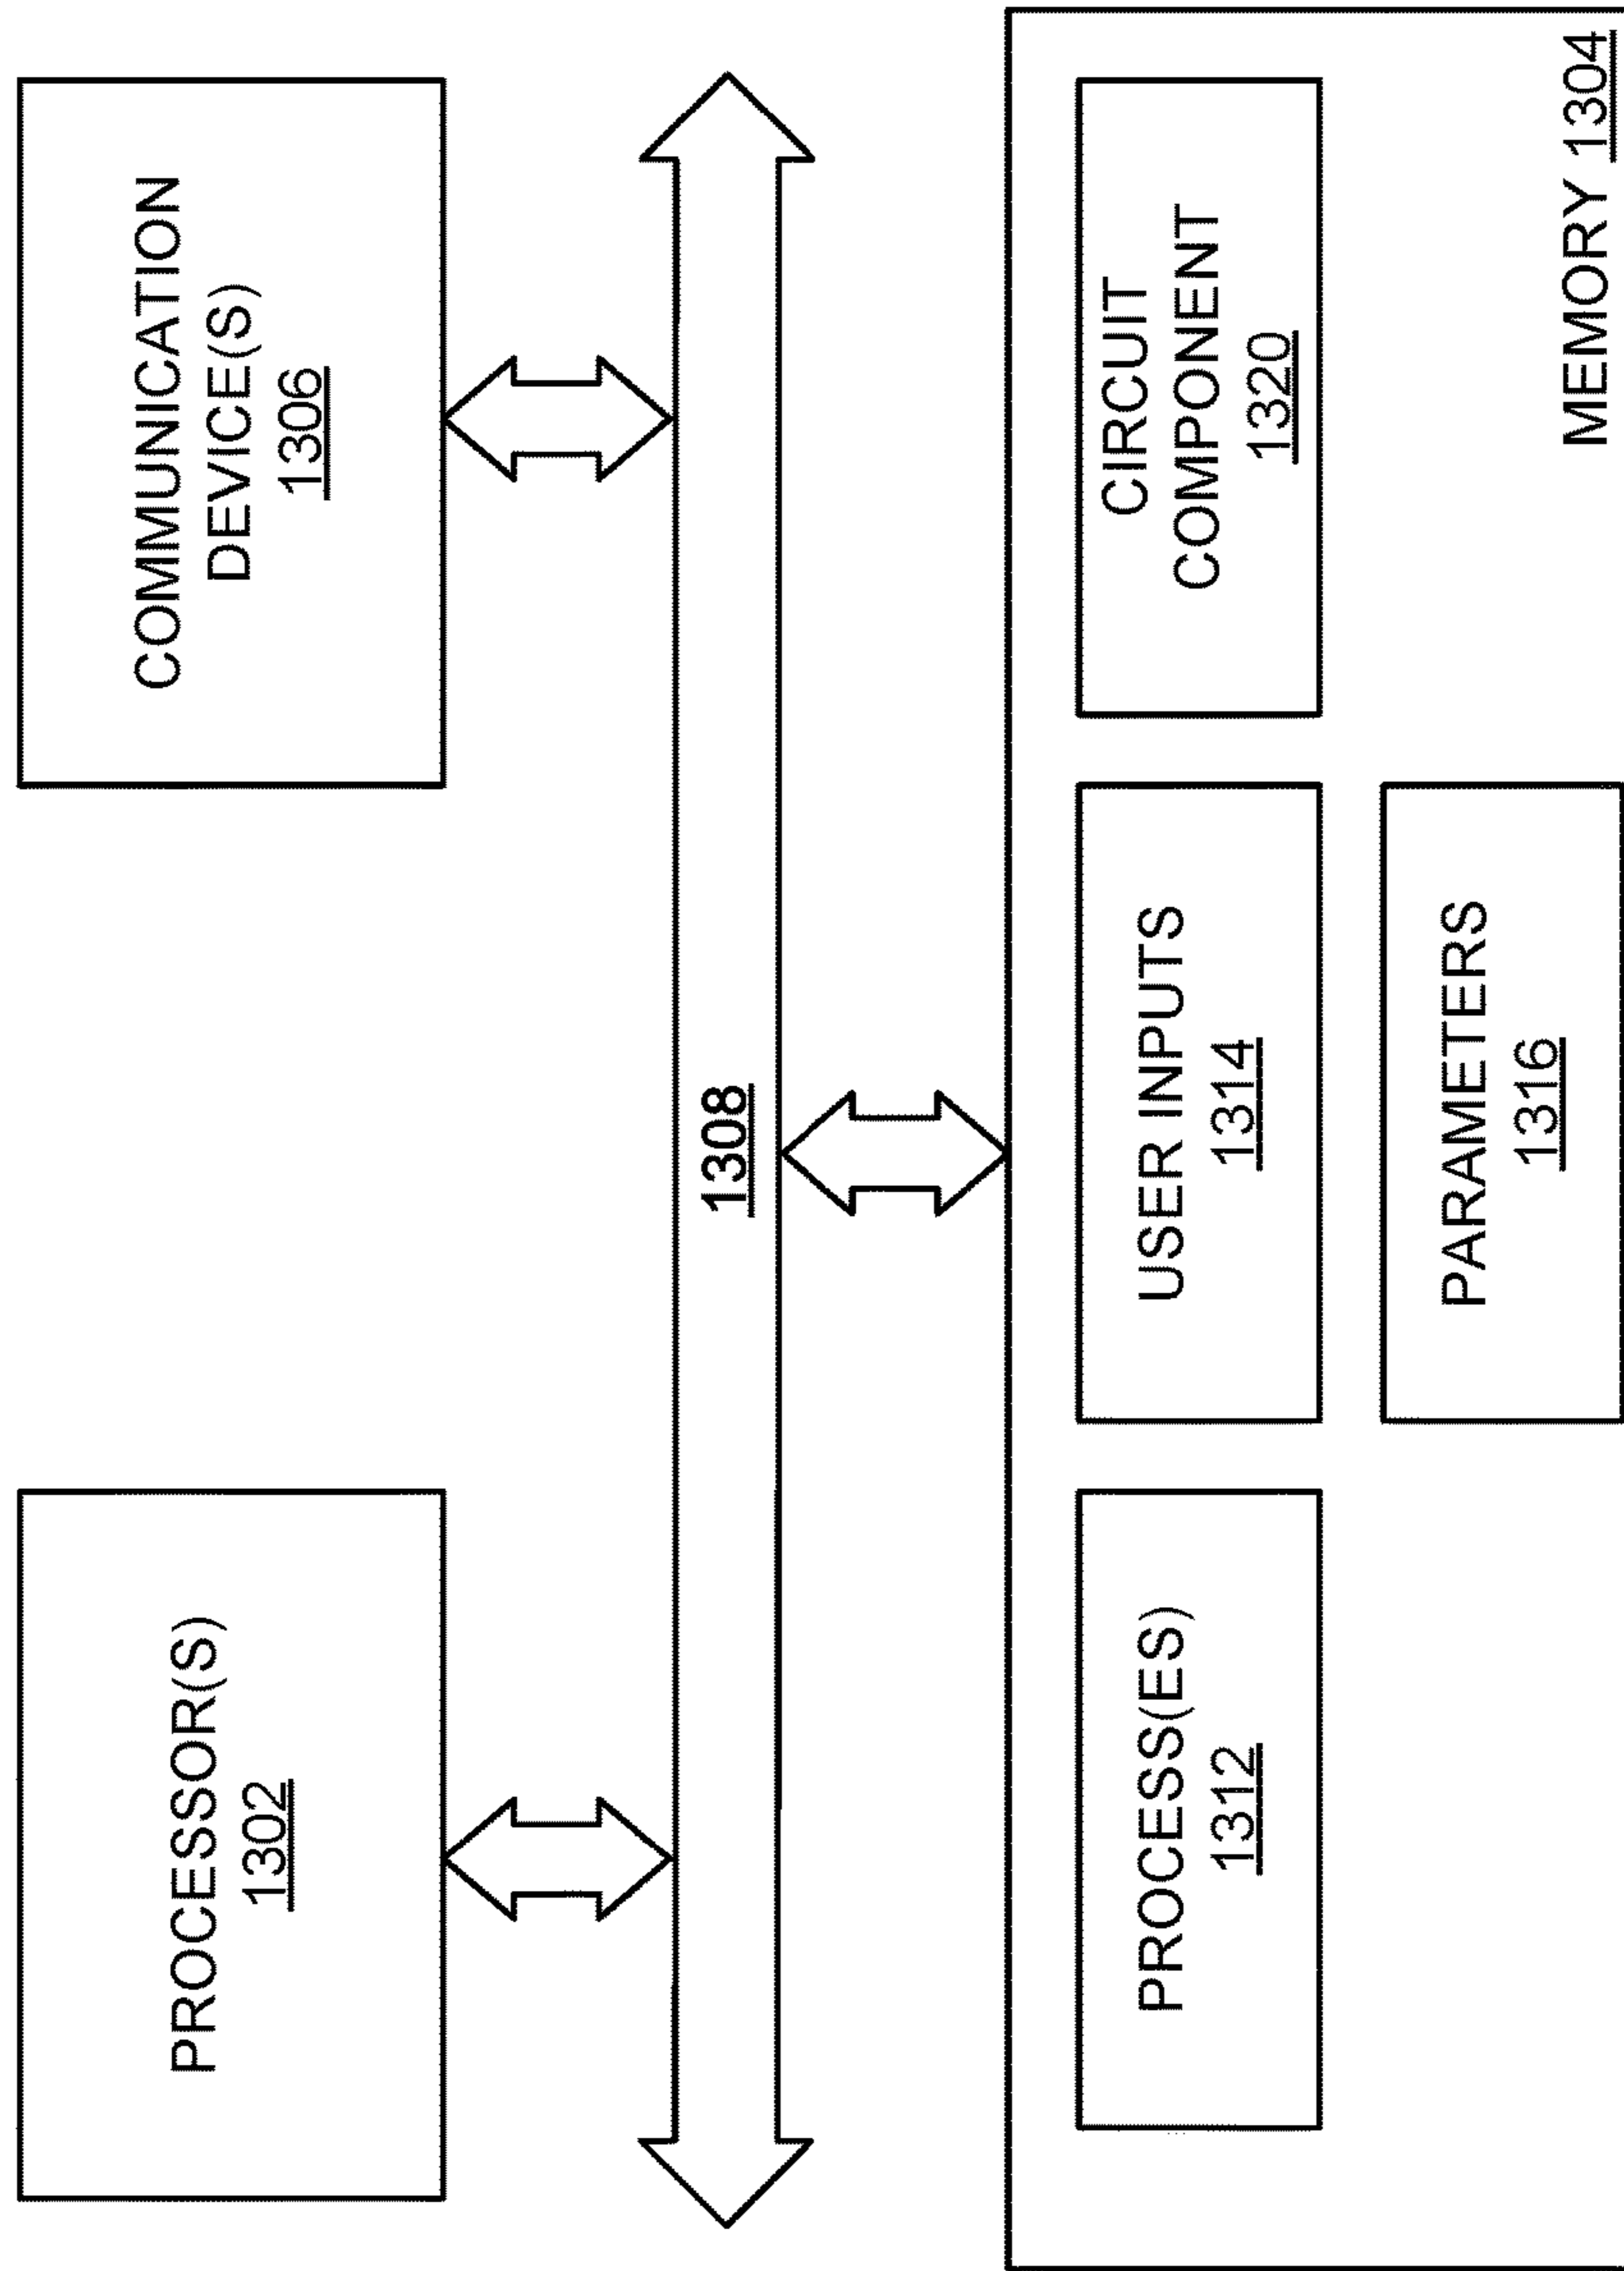 PROCESSOR(S)
1302
COMMUNICATION
DEVICE(S)
1306
1308
PROCESS(ES)
1312
USER INPUTS
1314
CIRCUIT
COMPONENT
1320
PARAMETERS
1316
MEMORY 1304